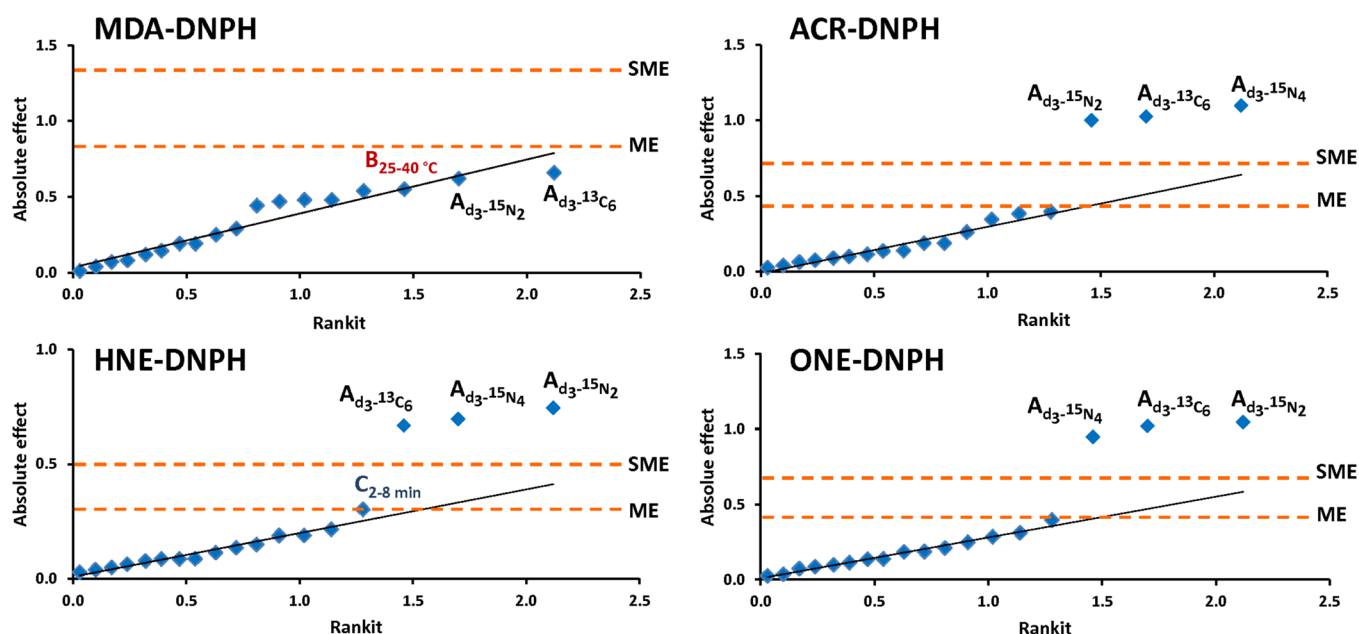 MDA-DNPH
1.5
1.0
0.5
0.0
Absolute effect
SME
ME
B25-40 °C
Ad3-15N2
Ad3-13C6
0.0 0.5 1.0 1.5 2.0 2.5
Rankit
ACR-DNPH
1.5
1.0
0.5
0.0
Absolute effect
Ad3-15N2 Ad3-13C6 Ad3-15N4
SME
ME
0.0 0.5 1.0 1.5 2.0 2.5
Rankit
HNE-DNPH
1.0
0.5
0.0
Absolute effect
Ad3-13C6 Ad3-15N4 Ad3-15N2
SME
C2-8 min
ME
0.0 0.5 1.0 1.5 2.0 2.5
Rankit
ONE-DNPH
1.5
1.0
0.5
0.0
Absolue effect
Ad3-15N4 Ad3-13C6 Ad3-15N2
SME
ME
0.0 0.5 1.0 1.5 2.0 2.5
Rankit